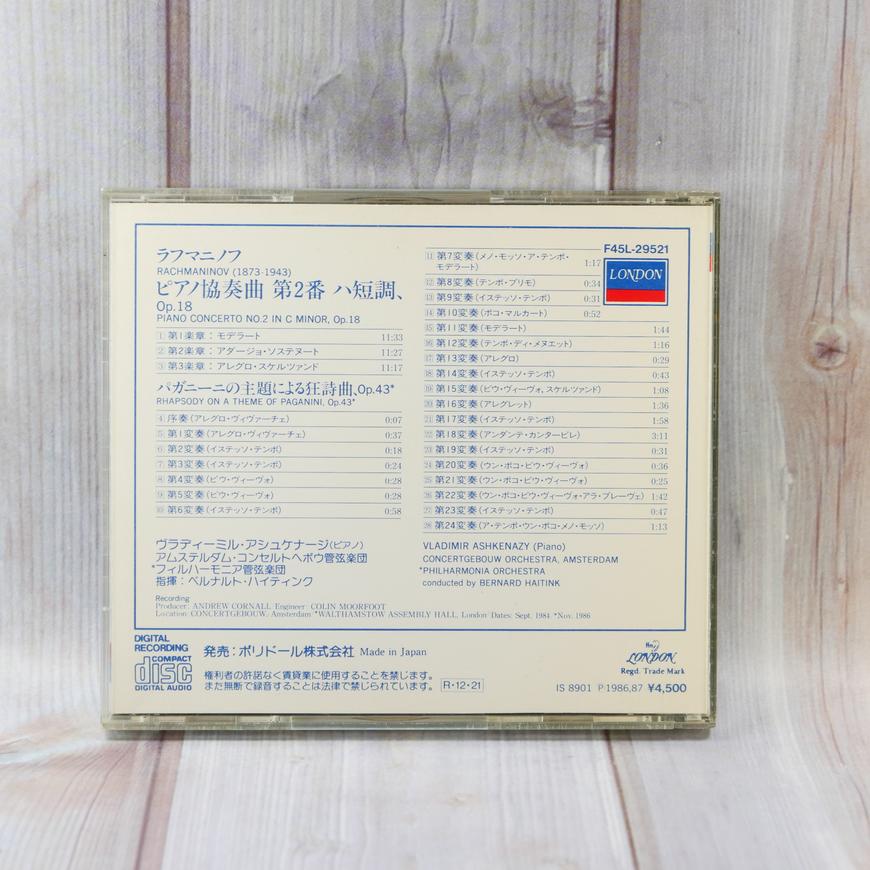 ラフマニノフ
RACHMANINOV (1873-1943)
ピアノ協奏曲 第2番 ハ短調、
Op.18
PIANO CONCERTO NO.2 IN C MINOR, Op.18
1 第1楽章：モデラート 11:33
2 第2楽章：アダージョ・ソステヌート 11:27
3 第3楽章：アレグロ・スケルツァンド 11:17
パガニーニの主題による狂詩曲、Op.43*
RHAPSODY ON A THEME OF PAGANINI, Op.43*
4 序奏(アレグロ・ヴィヴァーチェ) 0:07
5 第1変奏(アレグロ・ヴィヴァーチェ) 0:37
6 第2変奏(イステッソ・テンポ) 0:18
7 第3変奏(イステッソ・テンポ) 0:24
8 第4変奏(ピウ・ヴィーヴォ) 0:28
9 第5変奏(ピウ・ヴィーヴォ) 0:28
10 第6変奏(イステッソ・テンポ) 0:58
ヴラディーミル・アシュケナージ(ピアノ)
アムステルダム・コンセルトヘボウ管弦楽団
*フィルハーモニア管弦楽団
指揮：ベルナルト・ハイティンク
F45L-29521
LONDON
11 第7変奏(メノ・モッソ・ア・テンポ・
モデラート) 1:17
12 第8変奏(テンポ・プリモ) 0:34
13 第9変奏(イステッソ・テンポ) 0:31
14 第10変奏(ポコ・マルカート) 0:52
15 第11変奏(モデラート) 1:44
16 第12変奏(テンポ・ディ・メヌエット) 1:16
17 第13変奏(アレグロ) 0:29
18 第14変奏(イステッソ・テンポ) 0:43
19 第15変奏(ピウ・ヴィーヴォ, スケルツァンド) 1:08
20 第16変奏(アレグレット) 1:36
21 第17変奏(イステッソ・テンポ) 1:58
22 第18変奏(アンダンテ・カンタービレ) 3:11
23 第19変奏(イステッソ・テンポ) 0:31
24 第20変奏(ウン・ポコ・ピウ・ヴィーヴォ) 0:36
25 第21変奏(ウン・ポコ・ピウ・ヴィーヴォ) 0:25
26 第22変奏(ウン・ポコ・ピウ・ヴィーヴォ・アラ・ブレーヴェ) 1:42
27 第23変奏(イステッソ・テンポ) 0:47
28 第24変奏(ア・テンポ・ウン・ポコ・メノ・モッソ) 1:13
VLADIMIR ASHKENAZY (Piano)
CONCERTGEBOUW ORCHESTRA, AMSTERDAM
*PHILHARMONIA ORCHESTRA
conducted by BERNARD HAITINK
Recording
Producer: ANDREW CORNALL Engineer: COLIN MOORFOOT
Location: CONCERTGEBOUW, Amsterdam *WALTHAMSTOW ASSEMBLY HALL, London Dates: Sept. 1984 *Nov. 1986
DIGITAL
RECORDING
COMPACT
disc
DIGITAL AUDIO
発売：ポリドール株式会社 Made in Japan
権利者の許諾なく賃貸業に使用することを禁じます。
また無断で録音することは法律で禁じられています。 R・12・21
LONDON
Regd. Trade Mark
IS 8901 P:1986,87 ¥4,500